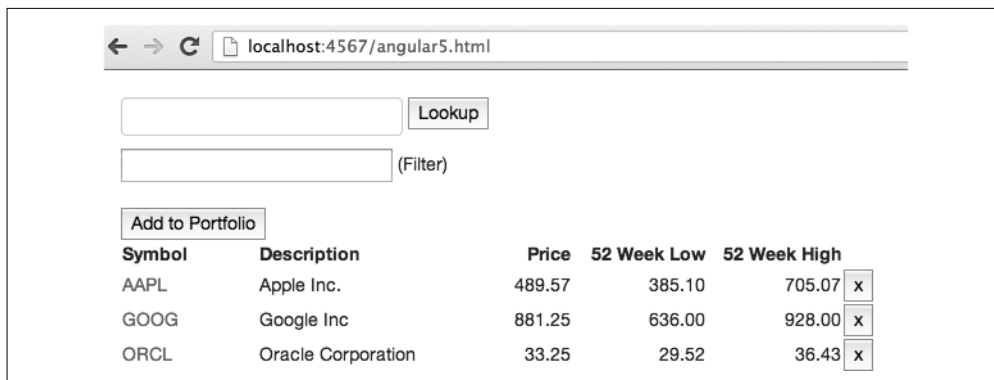 localhost:4567/angular5.html
Lookup
(Filter)
Add to Portfolio
Symbol Description Price 52 Week Low 52 Week High
AAPL Apple Inc. 489.57 385.10 705.07 x
GOOG Google Inc 881.25 636.00 928.00 x
ORCL Oracle Corporation 33.25 29.52 36.43 x